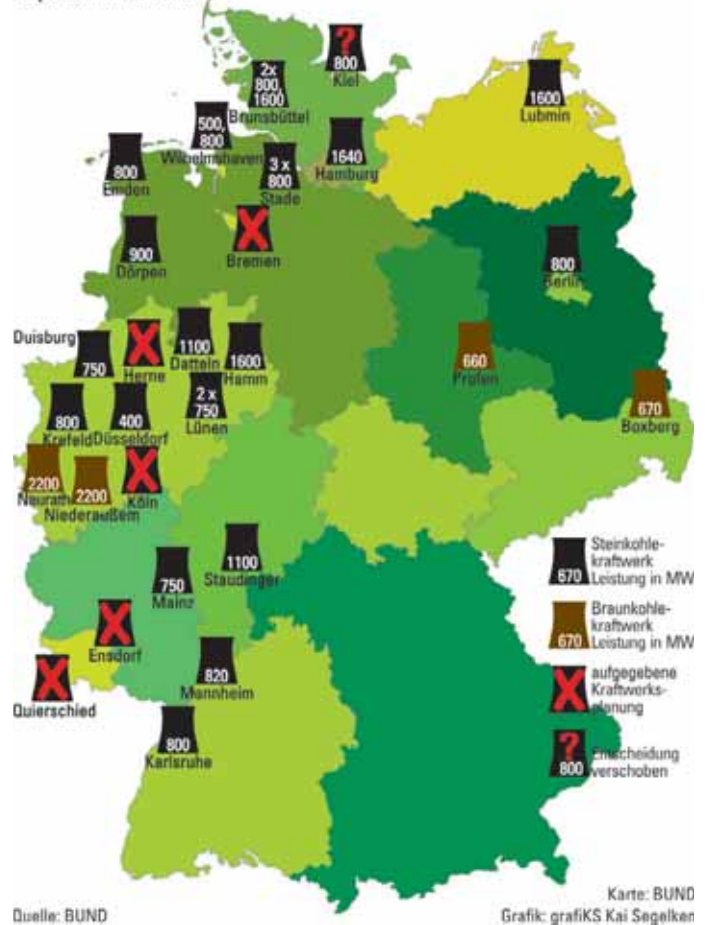 ?
800
Kiel
2x
800,
1600
Brunsbüttel
1600
Lubmin
500,
800
Wilhelmshaven
1640
Hamburg
800
Emden
3 x
800
Stade
900
Dörpen
X
Bremen
800
Berlin
Duisburg
750
X
Herne
1100
Datteln
1600
Hamm
660
Profen
670
Boxberg
800
Krefeld
400
Düsseldorf
2 x
750
Lünen
2200
Neurath
2200
Niederaußem
X
Köln
1100
Staudinger
750
Mainz
X
Ensdorf
X
Quierschied
820
Mannheim
800
Karlsruhe
670
Steinkohle-
kraftwerk
Leistung in MW
670
Braunkohle-
kraftwerk
Leistung in MW
X
aufgegebene
Kraftwerks-
planung
?
800
Entscheidung
verschoben
Karte: BUND
Quelle: BUND
Grafik: grafiKS Kai Segelken